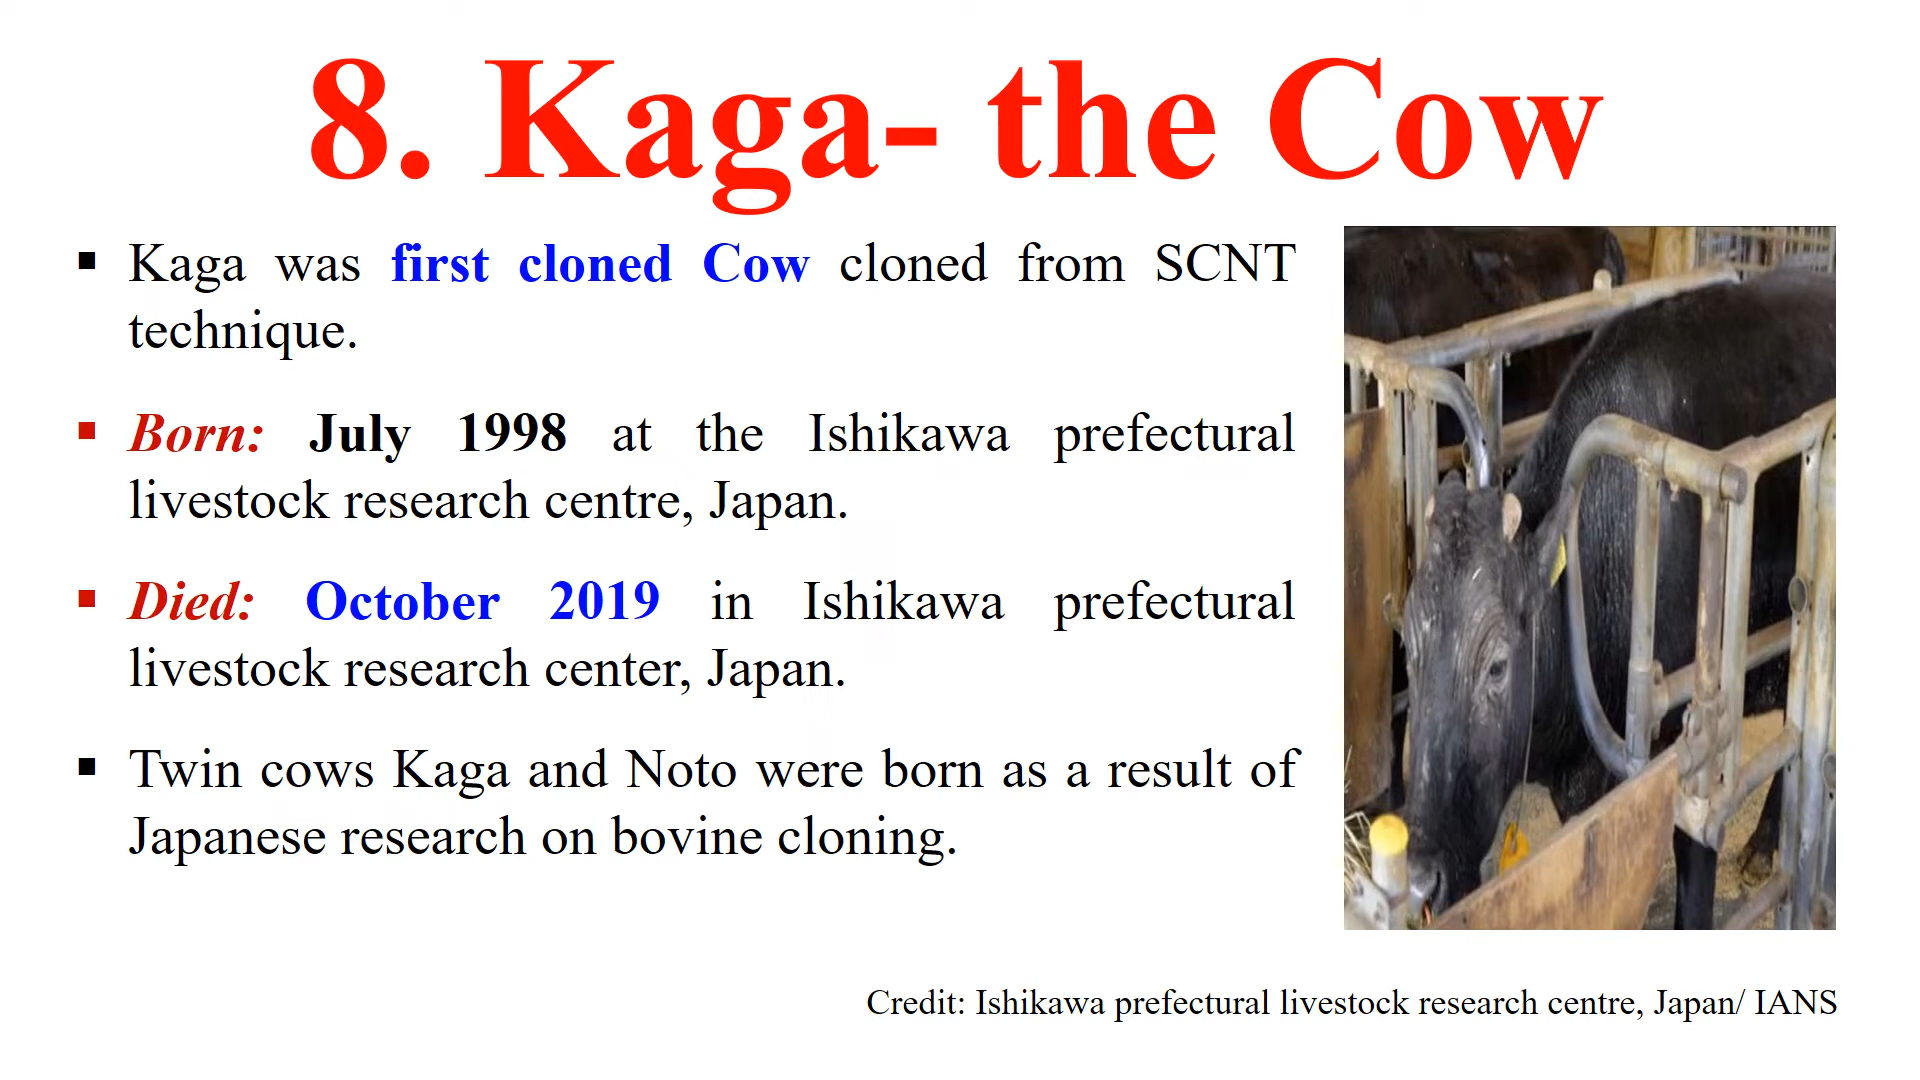 8. Kaga- the Cow
▪ Kaga was first cloned Cow cloned from SCNT
technique.
▪ Born: July 1998 at the Ishikawa prefectural
livestock research centre, Japan.
▪ Died: October 2019 in Ishikawa prefectural
livestock research center, Japan.
▪ Twin cows Kaga and Noto were born as a result of
Japanese research on bovine cloning.
Credit: Ishikawa prefectural livestock research centre, Japan/ IANS